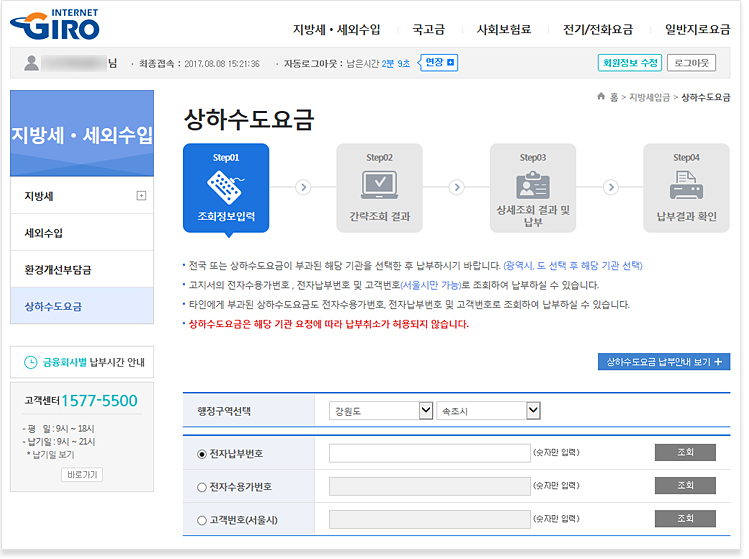 INTERNET
GIRO
지방세 • 세외수입 국고금 사회보험료 전기/전화요금 일반지로요금
님 · 최종접속 : 2017.08.08 15:21:36 · 자동로그아웃 : 남은시간 2분 9초 연장 회원정보 수정 로그아웃
홈 > 지방세입금 > 상하수도요금
지방세 • 세외수입
지방세
세외수입
환경개선부담금
상하수도요금
금융회사별 납부시간 안내
고객센터 1577-5500
- 평 일 : 9시 ~ 18시
- 납기일 : 9시 ~ 21시
* 납기일 보기
바로가기
상하수도요금
Step01
조회정보입력
Step02
간략조회 결과
Step03
상세조회 결과 및
납부
Step04
납부결과 확인
• 전국 또는 상하수도요금이 부과된 해당 기관을 선택한 후 납부하시기 바랍니다. (광역시, 도 선택 후 해당 기관 선택)
• 고지서의 전자수용가번호 , 전자납부번호 및 고객번호(서울시만 가능)로 조회하여 납부하실 수 있습니다.
• 타인에게 부과된 상하수도요금도 전자수용가번호, 전자납부번호 및 고객번호로 조회하여 납부하실 수 있습니다.
• 상하수도요금은 해당 기관 요청에 따라 납부취소가 허용되지 않습니다.
상하수도요금 납부안내 보기 +
행정구역선택 강원도 속초시
전자납부번호 (숫자만 입력) 조회
전자수용가번호 (숫자만 입력) 조회
고객번호(서울시) (숫자만 입력) 조회